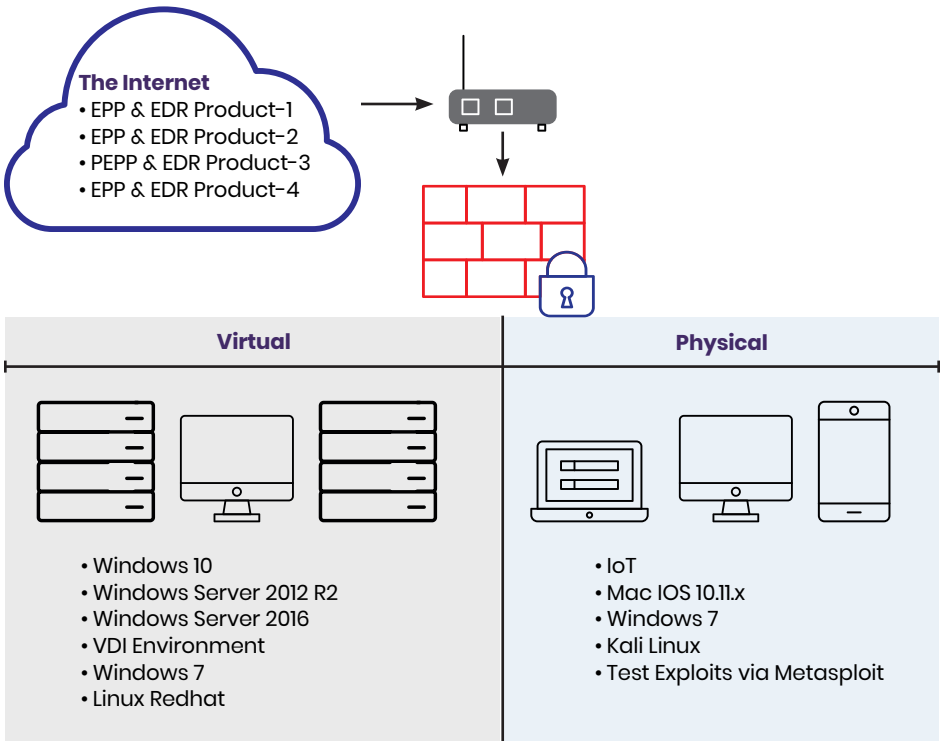 The Internet
• EPP & EDR Product-1
• EPP & EDR Product-2
• PEPP & EDR Product-3
• EPP & EDR Product-4
Virtual
• Windows 10
• Windows Server 2012 R2
• Windows Server 2016
• VDI Environment
• Windows 7
• Linux Redhat
Physical
• IoT
• Mac IOS 10.11.x
• Windows 7
• Kali Linux
• Test Exploits via Metasploit